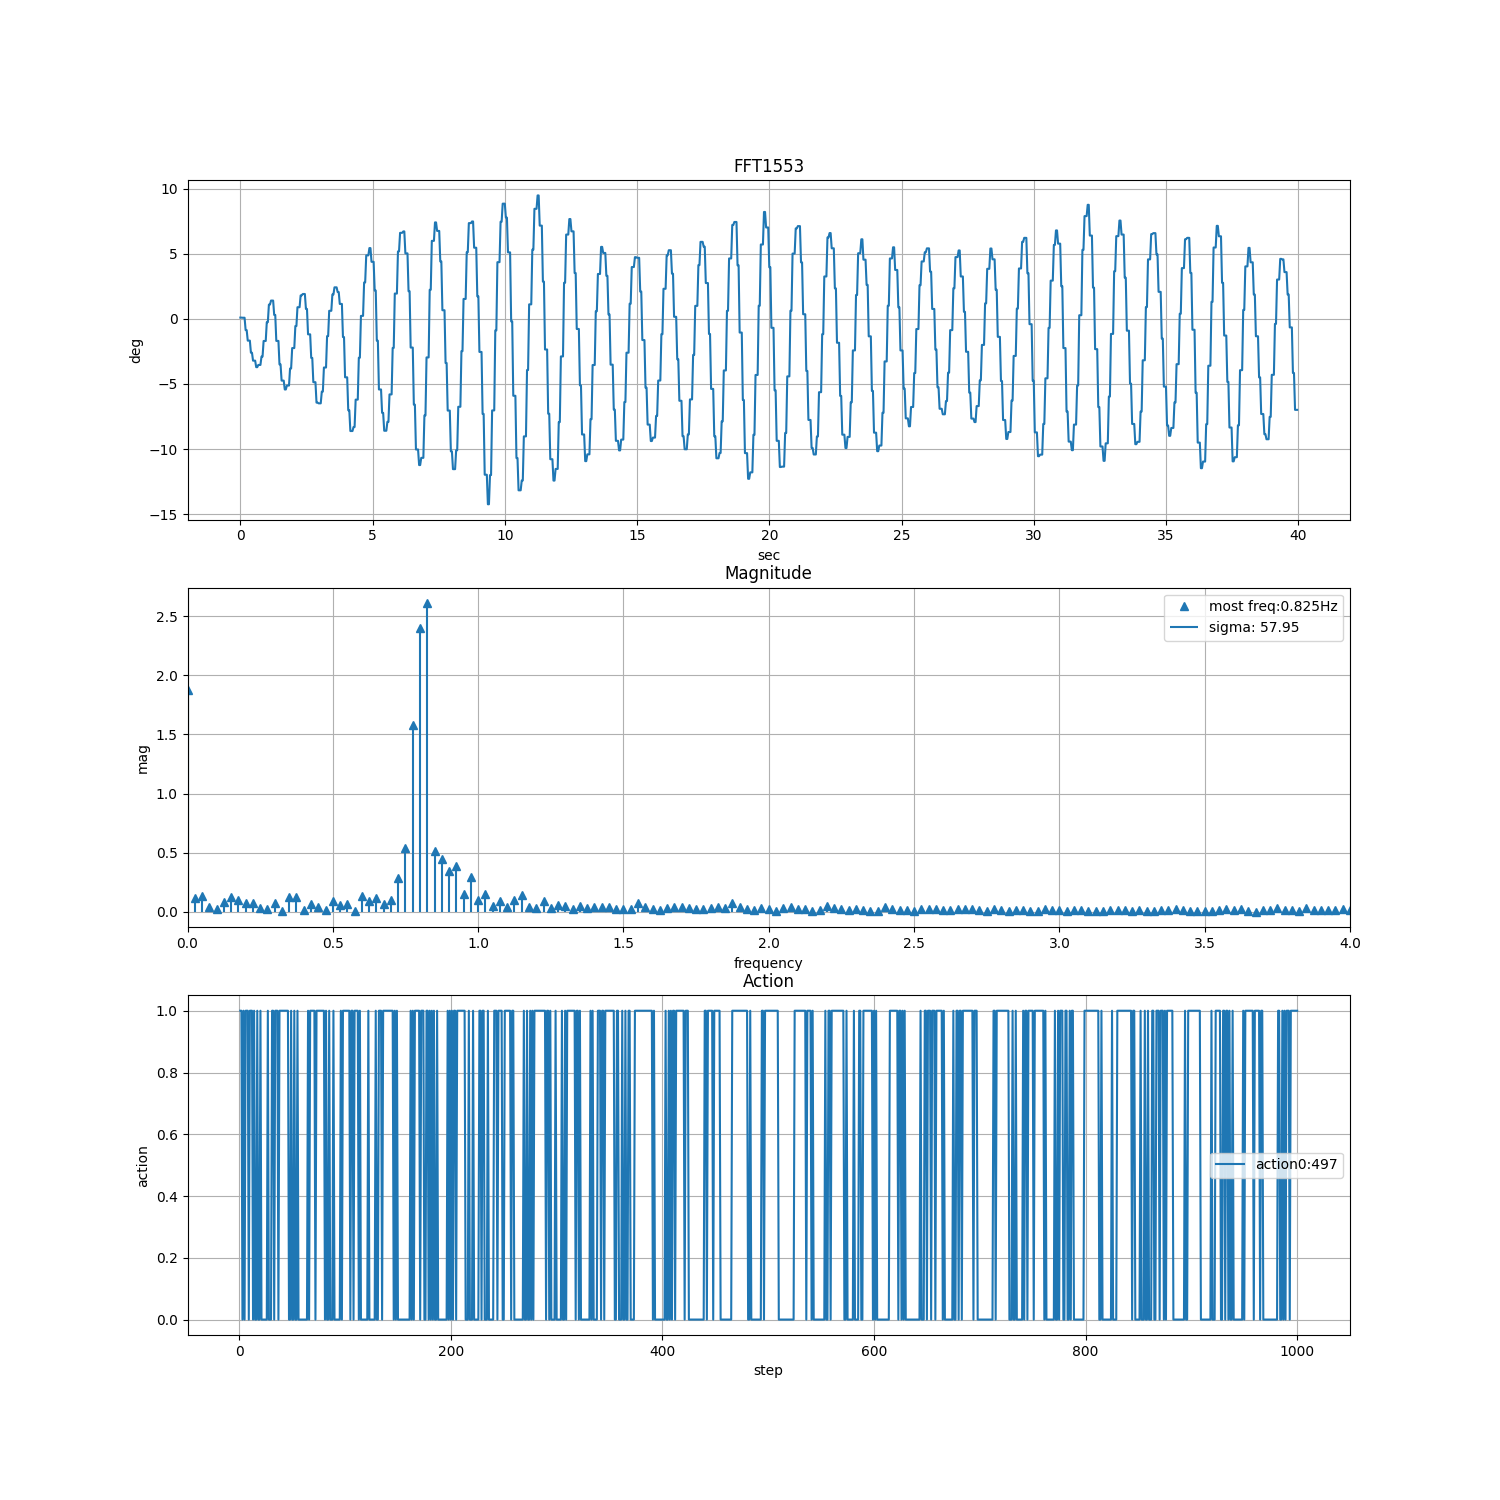 FFT1553
10
5
0
−5
−10
−15
deg
0 5 10 15 20 25 30 35 40
sec
Magnitude
most freq:0.825Hz
sigma: 57.95
2.5
2.0
1.5
1.0
0.5
0.0
mag
0.0 0.5 1.0 1.5 2.0 2.5 3.0 3.5 4.0
frequency
Action
1.0
0.8
0.6
0.4
0.2
0.0
action
action0:497
0 200 400 600 800 1000
step